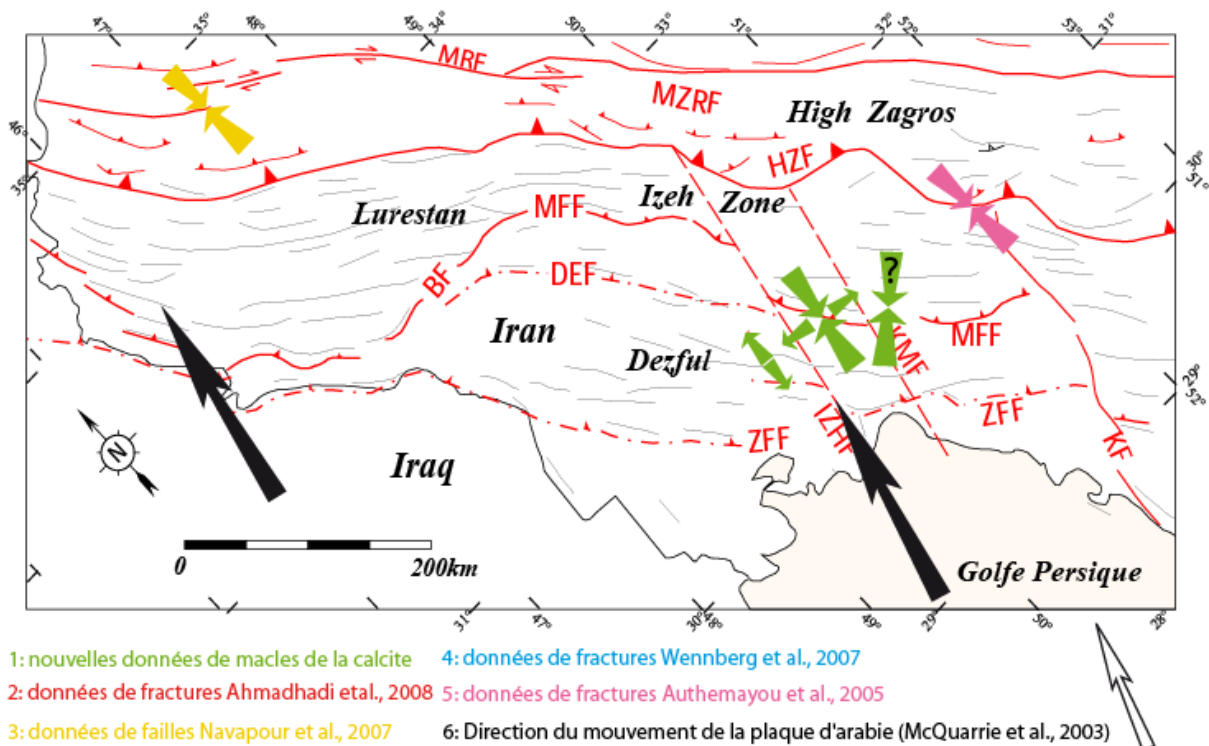 47° 35° 48° 49° 34° 50° 33° 51° 32° 52° 53° 31°
MRF
MZRF
High Zagros
46°
35°
HZF
30°
51°
Izeh
Zone
Lurestan
MFF
?
BF
DEF
Iran
KMF
MFF
Dezful
29°
52°
ZFF
IZHF
ZFF
KF
N
Iraq
0 200km
Golfe Persique
31° 47° 30° 48° 49° 29° 50° 28°
1: nouvelles données de macles de la calcite
2: données de fractures Ahmadhadi etal., 2008
3: données de failles Navapour et al., 2007
4: données de fractures Wennberg et al., 2007
5: données de fractures Authemayou et al., 2005
6: Direction du mouvement de la plaque d'arabie (McQuarrie et al., 2003)